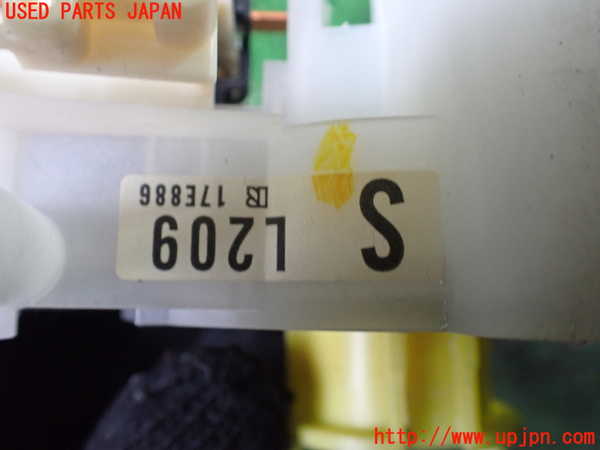 USED PARTS JAPAN
S L209
17E886
http://www.upjpn.com/